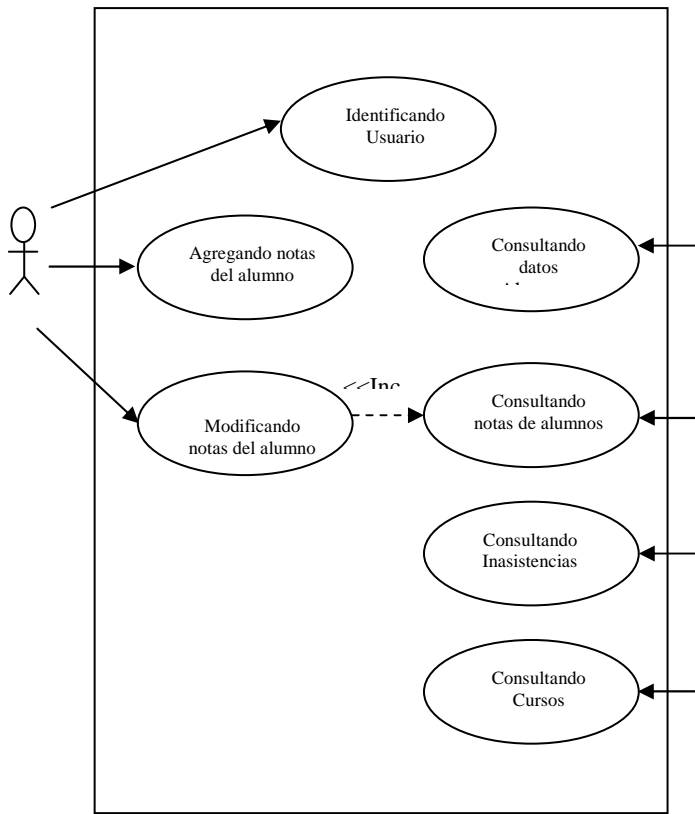 Identificando
Usuario
Agregando notas
del alumno
Consultando
datos
<<Inc
Modificando
notas del alumno
Consultando
notas de alumnos
Consultando
Inasistencias
Consultando
Cursos